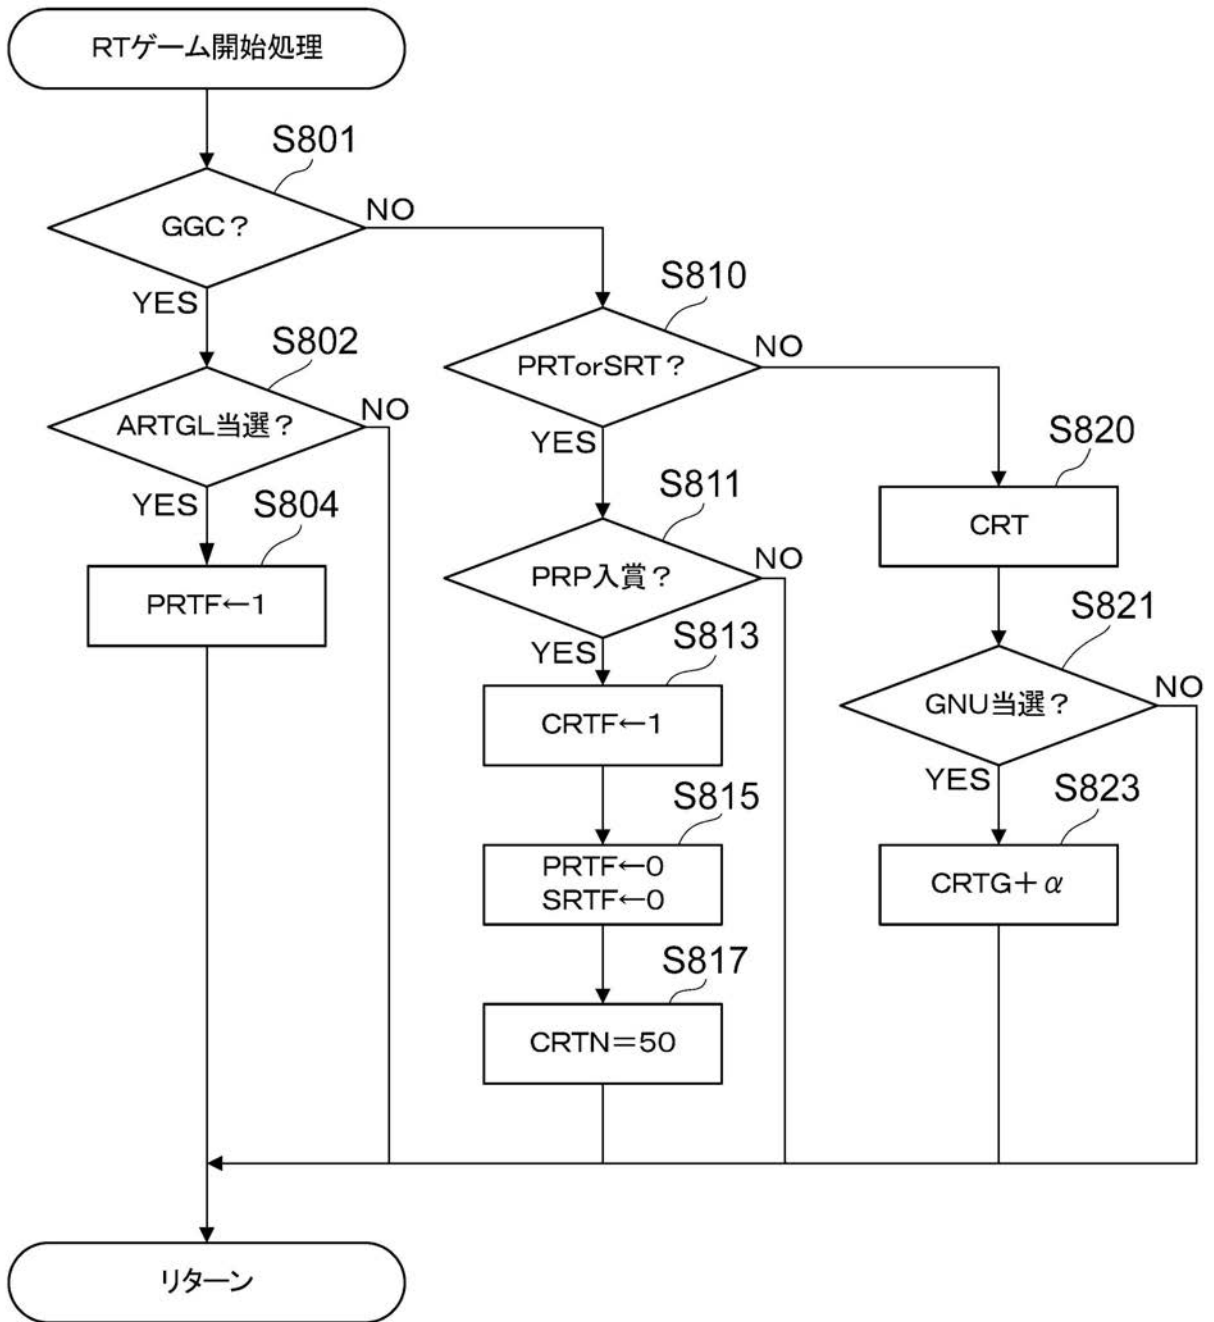 RTゲーム開始処理
S801
GGC?
NO
YES
S802
ARTGL当選?
NO
YES
S804
PRTF←1
S810
PRTorSRT?
NO
YES
S811
PRP入賞?
NO
YES
S813
CRTF←1
S815
PRTF←0
SRTF←0
S817
CRTN=50
S820
CRT
S821
GNU当選?
NO
YES
S823
CRTG+α
リターン